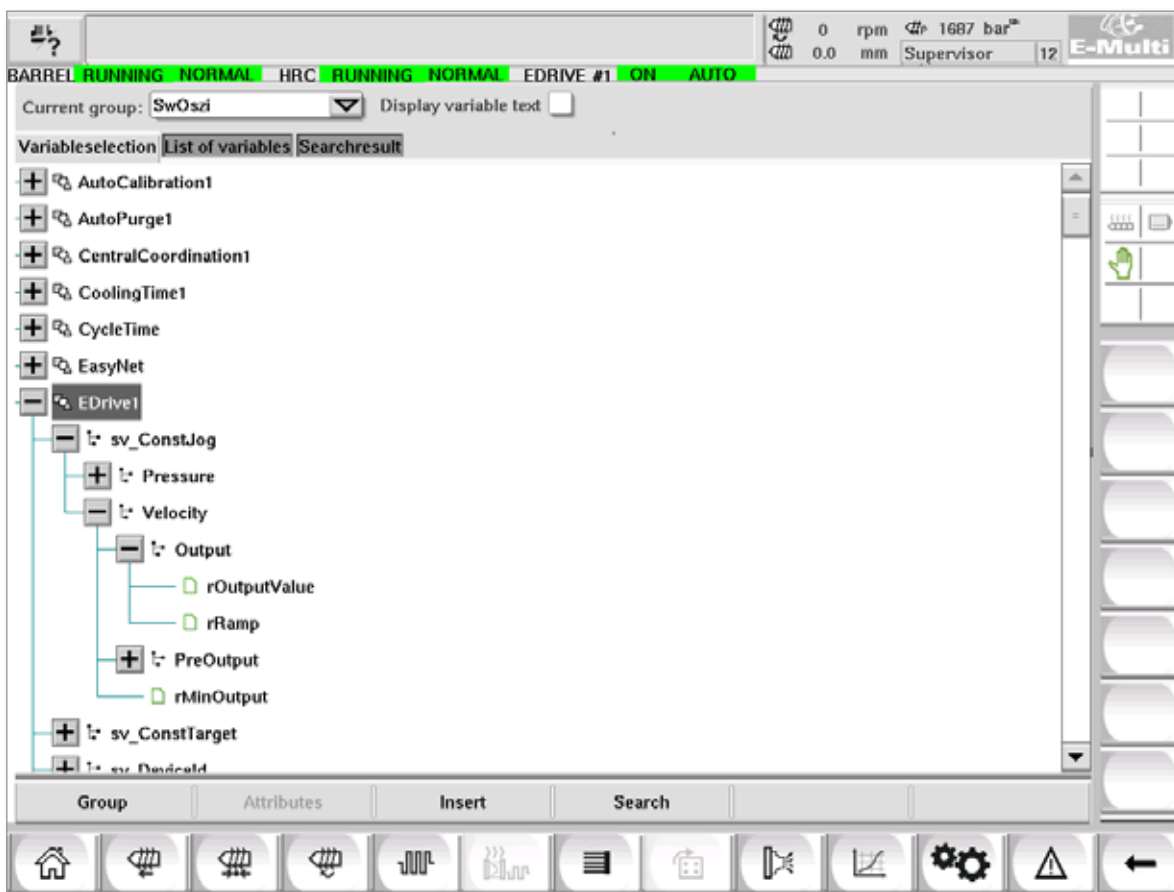 ?
0 rpm P 1687 bar
E-Multi
0.0 mm Supervisor 12
BARREL RUNNING NORMAL HRC RUNNING NORMAL EDRIVE #1 ON AUTO
Current group: SwOszi Display variable text
Variableselection List of variables Searchresult
AutoCalibration1
AutoPurge1
CentralCoordination1
CoolingTime1
CycleTime
EasyNet
EDrive1
sv_ConstJog
Pressure
Velocity
Output
rOutputValue
rRamp
PreOutput
rMinOutput
sv_ConstTarget
sv_DeviceId
Group Attributes Insert Search